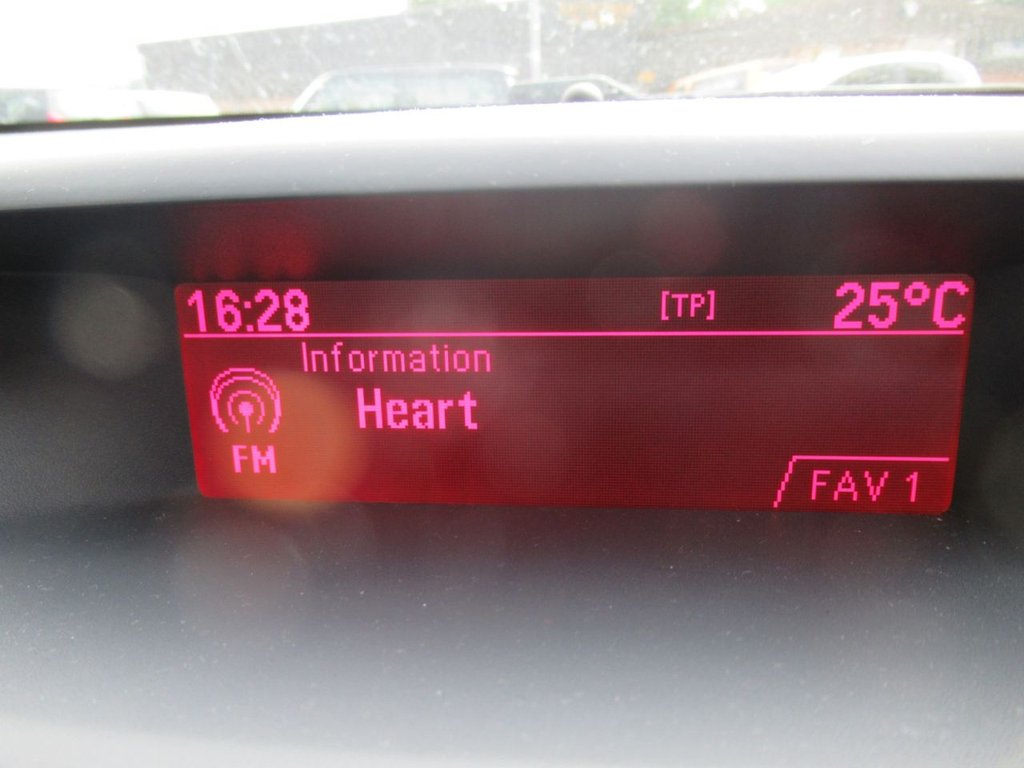 16:28 [TP] 25°C
Information
Heart
FM
FAV 1